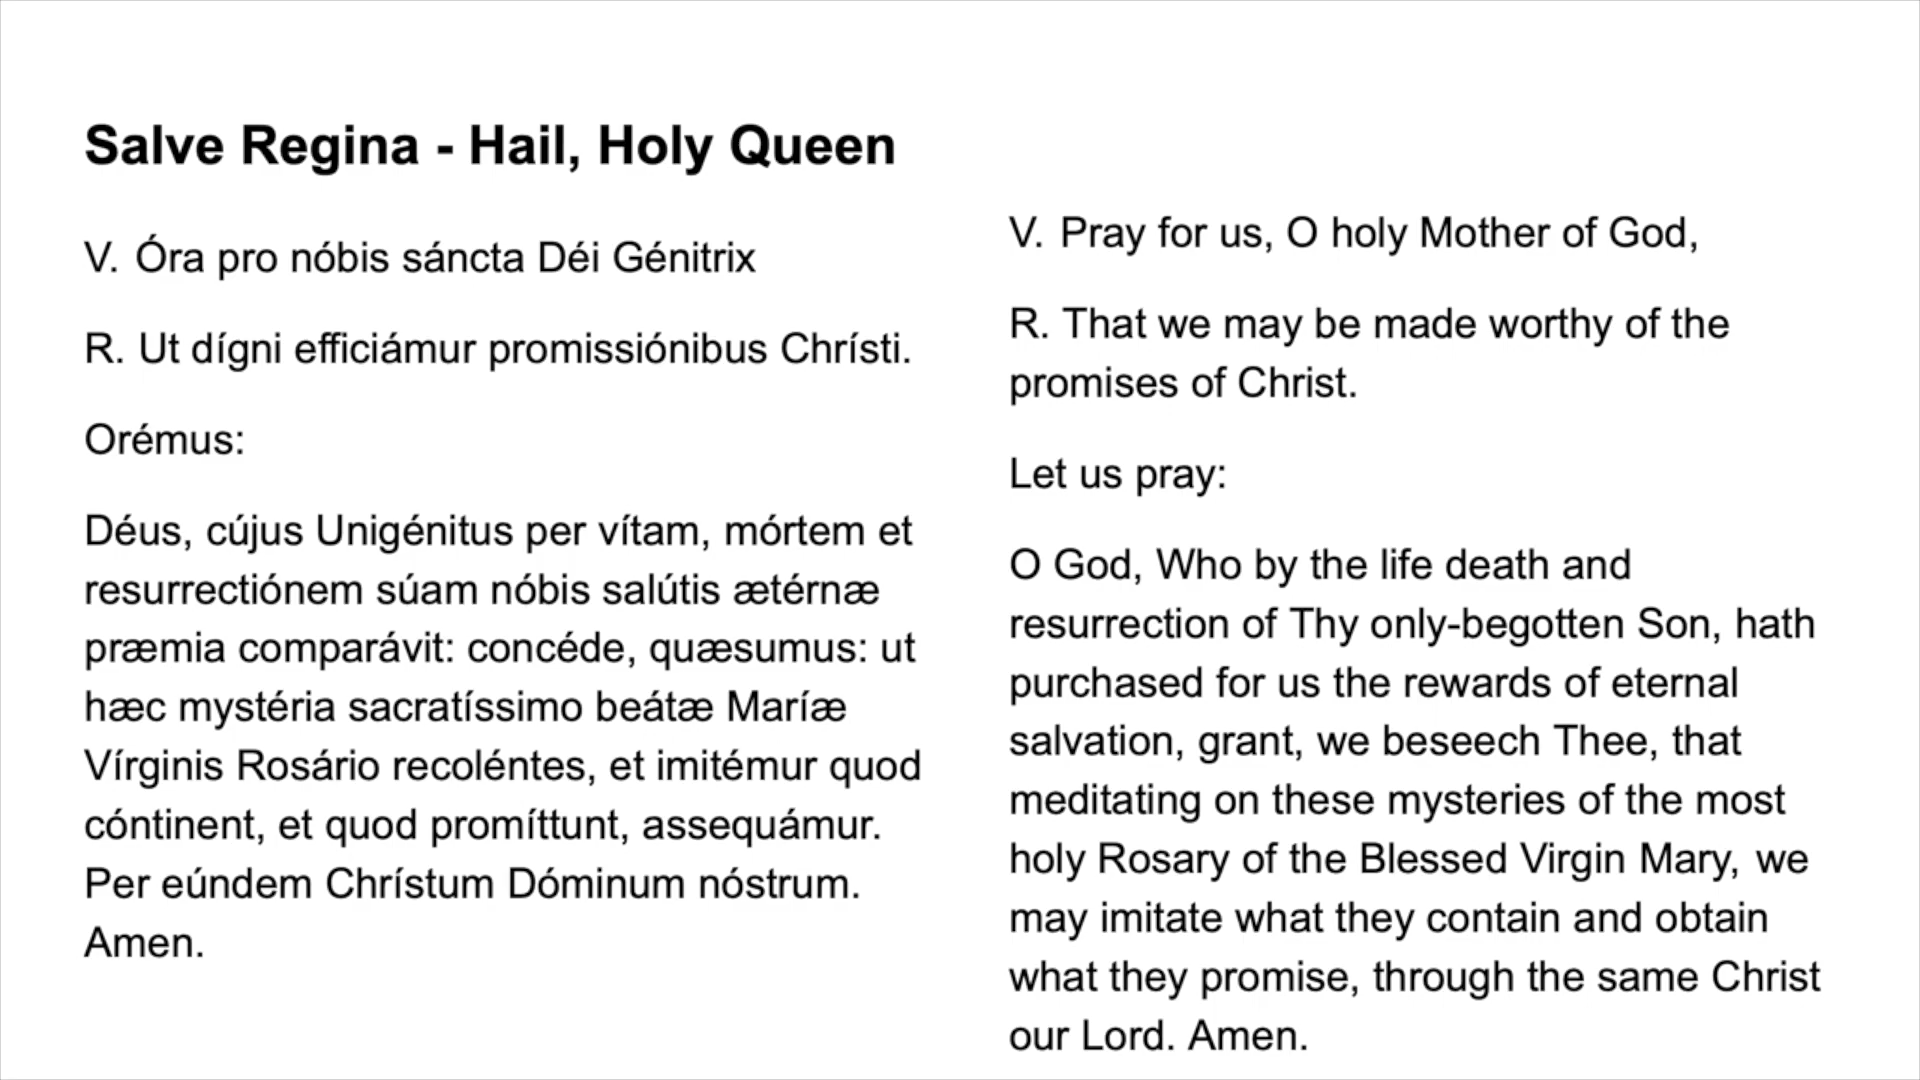 Salve Regina - Hail, Holy Queen
V. Óra pro nóbis sáncta Déi Génitrix
R. Ut dígni efficiámur promissiónibus Chrísti.
Orémus:
Déus, cújus Unigénitus per vítam, mórtem et
resurrectiónem súam nóbis salútis ætérnæ
præmia comparávit: concéde, quæsumus: ut
hæc mystéria sacratíssimo beátæ Maríæ
Vírginis Rosário recoléntes, et imitémur quod
cóntinent, et quod promíttunt, assequámur.
Per eúndem Chrístum Dóminum nóstrum.
Amen.
V. Pray for us, O holy Mother of God,
R. That we may be made worthy of the
promises of Christ.
Let us pray:
O God, Who by the life death and
resurrection of Thy only-begotten Son, hath
purchased for us the rewards of eternal
salvation, grant, we beseech Thee, that
meditating on these mysteries of the most
holy Rosary of the Blessed Virgin Mary, we
may imitate what they contain and obtain
what they promise, through the same Christ
our Lord. Amen.